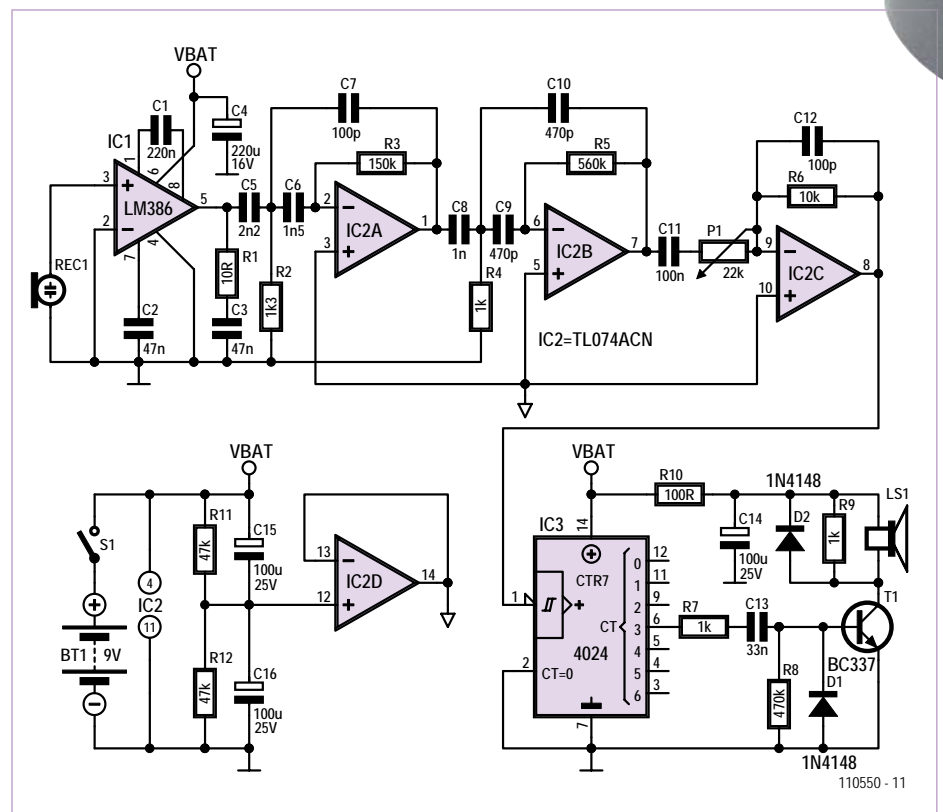 VBAT
C1
220n
IC1
1
6
8
C4
220u
16V
3
2
LM386
5
4
7
REC1
C2
47n
R1
10R
C3
47n
C5
2n2
R2
1k3
C6
1n5
C7
100p
R3
150k
2
3
IC2A
1
C8
1n
R4
1k
C9
470p
C10
470p
R5
560k
6
5
IC2B
7
C11
100n
P1
22k
C12
100p
R6
10k
9
10
IC2C
8
IC2=TL074ACN
S1
BT1
9V
4
IC2
11
VBAT
R11
47k
R12
47k
C15
100u
25V
C16
100u
25V
13
12
IC2D
14
VBAT
IC3
14
CTR7
1
2
CT=0
4024
CT
0
1
2
3
4
5
6
12
11
9
6
5
4
3
7
R10
100R
C14
100u
25V
1N4148
D2
R9
1k
LS1
R7
1k
C13
33n
R8
470k
D1
1N4148
T1
BC337
110550 - 11